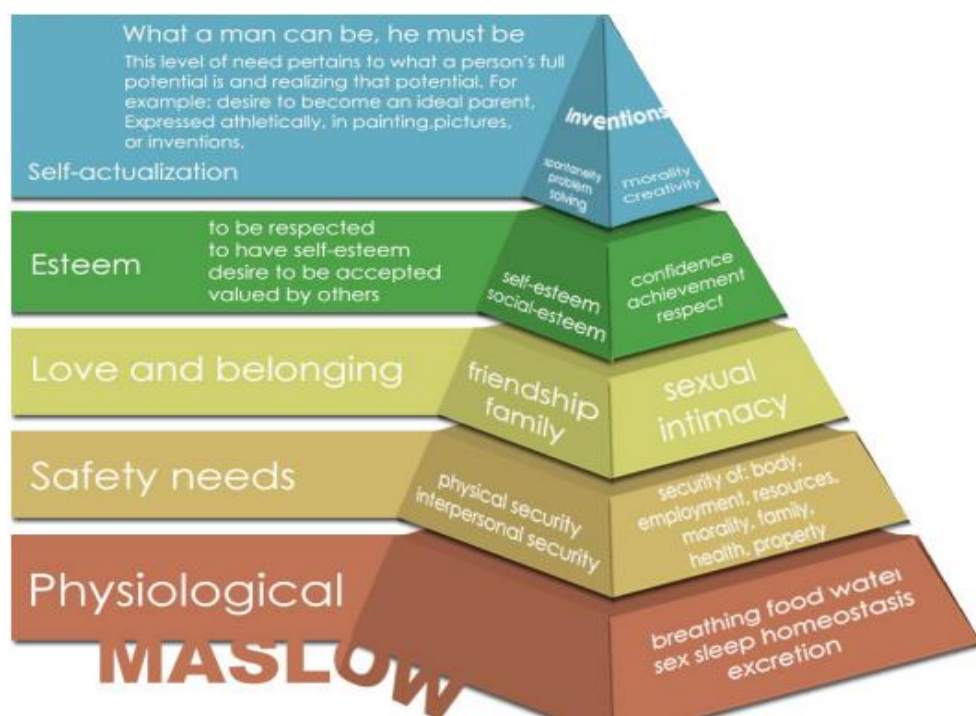 What a man can be, he must be
This level of need pertains to what a person's full
potential is and realizing that potential. For
example: desire to become an ideal parent,
Expressed athletically, in painting,pictures,
or inventions.
Self-actualization
inventions
spontaneity
problem
solving
morality
creativity
Esteem
to be respected
to have self-esteem
desire to be accepted
valued by others
self-esteem
social-esteem
confidence
achievement
respect
Love and belonging
friendship
family
sexual
intimacy
Safety needs
physical security
interpersonal security
security of: body,
employment, resources,
morality, family,
health, property
Physiological
breathing food water
sex sleep homeostasis
excretion
MASLOW